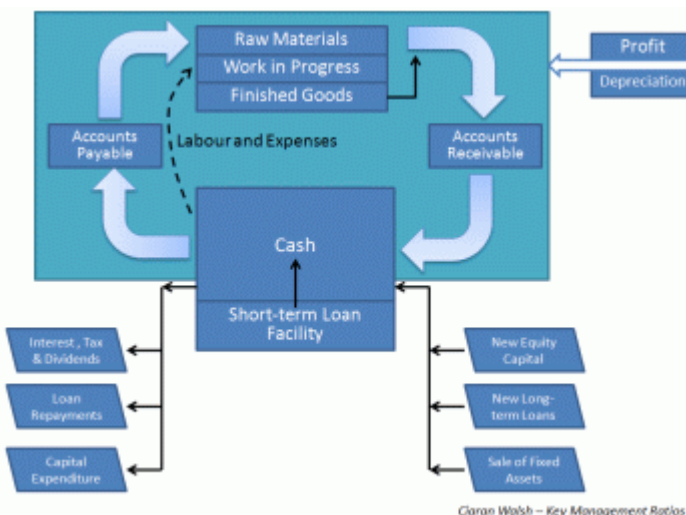 Raw Materials
Work in Progress
Finished Goods
Profit
Depreciation
Accounts
Payable
Labour and Expenses
Accounts
Receivable
Cash
Short-term Loan
Facility
Interest , Tax
& Dividends
Loan
Repayments
Capital
Expenditure
New Equity
Capital
New Long-
term Loans
Sale of Fixed
Assets
Ciaran Walsh – Key Management Ratios